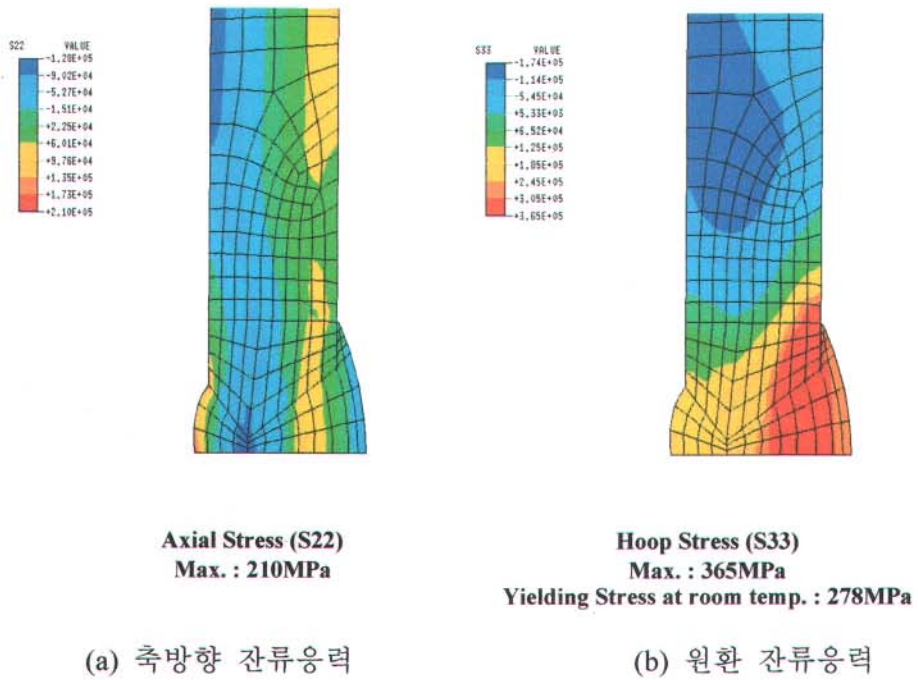 S22 VALUE
-1.28E+05
-9.02E+04
-5.27E+04
-1.51E+04
+2.25E+04
+6.01E+04
+9.76E+04
+1.35E+05
+1.73E+05
+2.10E+05
S33 VALUE
-1.74E+05
-1.14E+05
-5.45E+04
+5.33E+03
+6.52E+04
+1.25E+05
+1.85E+05
+2.45E+05
+3.05E+05
+3.65E+05
Axial Stress (S22)
Max. : 210MPa
Hoop Stress (S33)
Max. : 365MPa
Yielding Stress at room temp. : 278MPa
(a) 축방향 잔류응력
(b) 원환 잔류응력